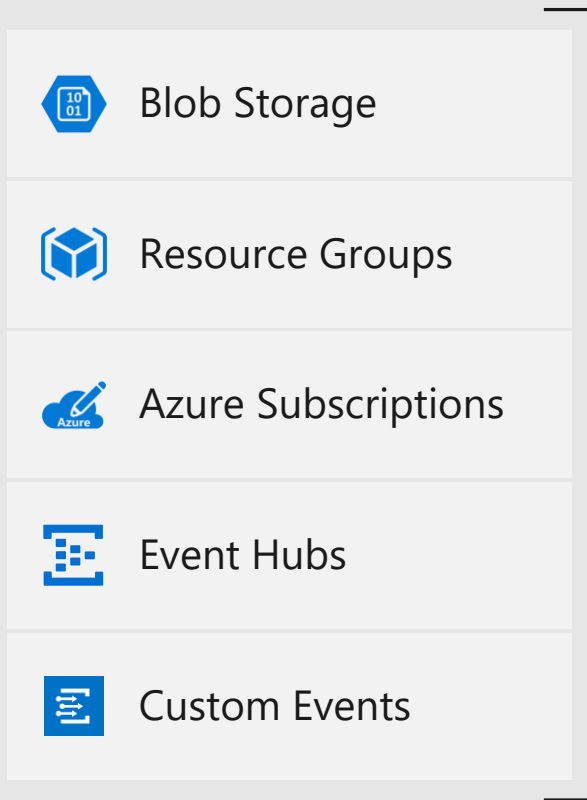 10
01
Blob Storage
Resource Groups
Azure
Azure Subscriptions
Event Hubs
Custom Events